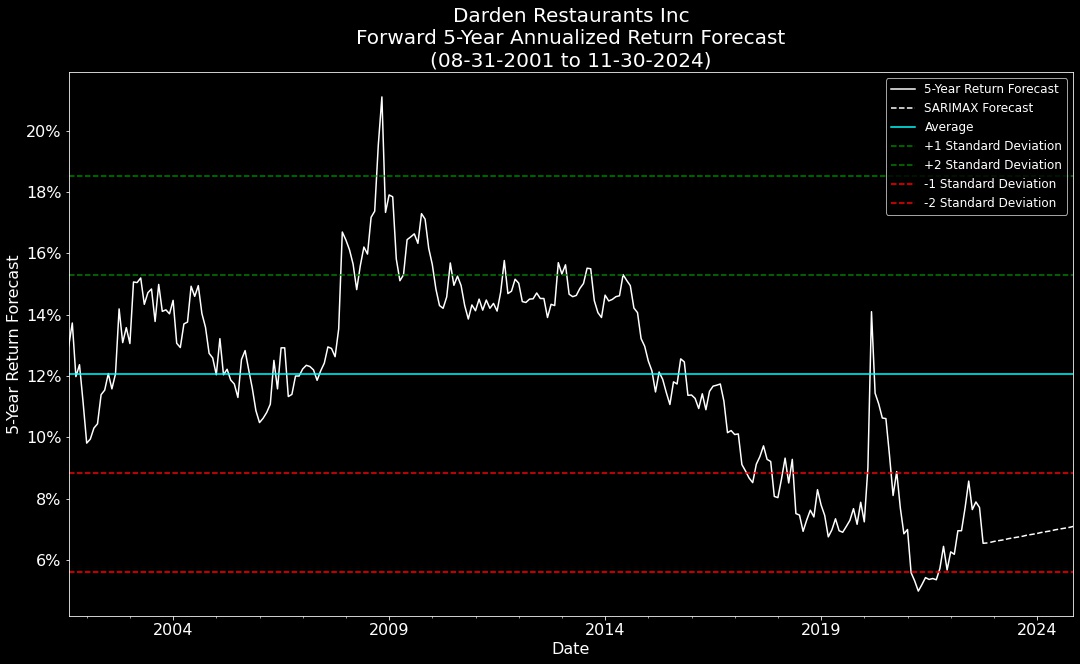 Darden Restaurants Inc
Forward 5-Year Annualized Return Forecast
(08-31-2001 to 11-30-2024)
5-Year Return Forecast
SARIMAX Forecast
Average
+1 Standard Deviation
+2 Standard Deviation
-1 Standard Deviation
-2 Standard Deviation
5-Year Return Forecast
20%
18%
16%
14%
12%
10%
8%
6%
2004
2009
2014
2019
2024
Date